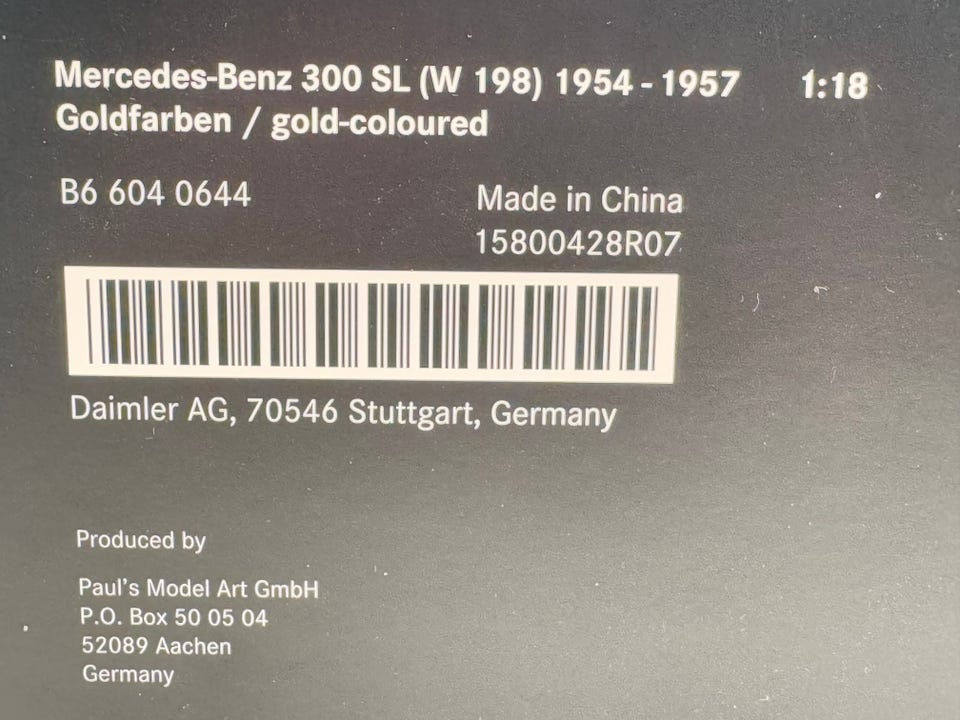 Mercedes-Benz 300 SL (W 198) 1954 - 1957 1:18
Goldfarben / gold-coloured
B6 604 0644
Made in China
15800428R07
Daimler AG, 70546 Stuttgart, Germany
Produced by
Paul's Model Art GmbH
P.O. Box 50 05 04
52089 Aachen
Germany